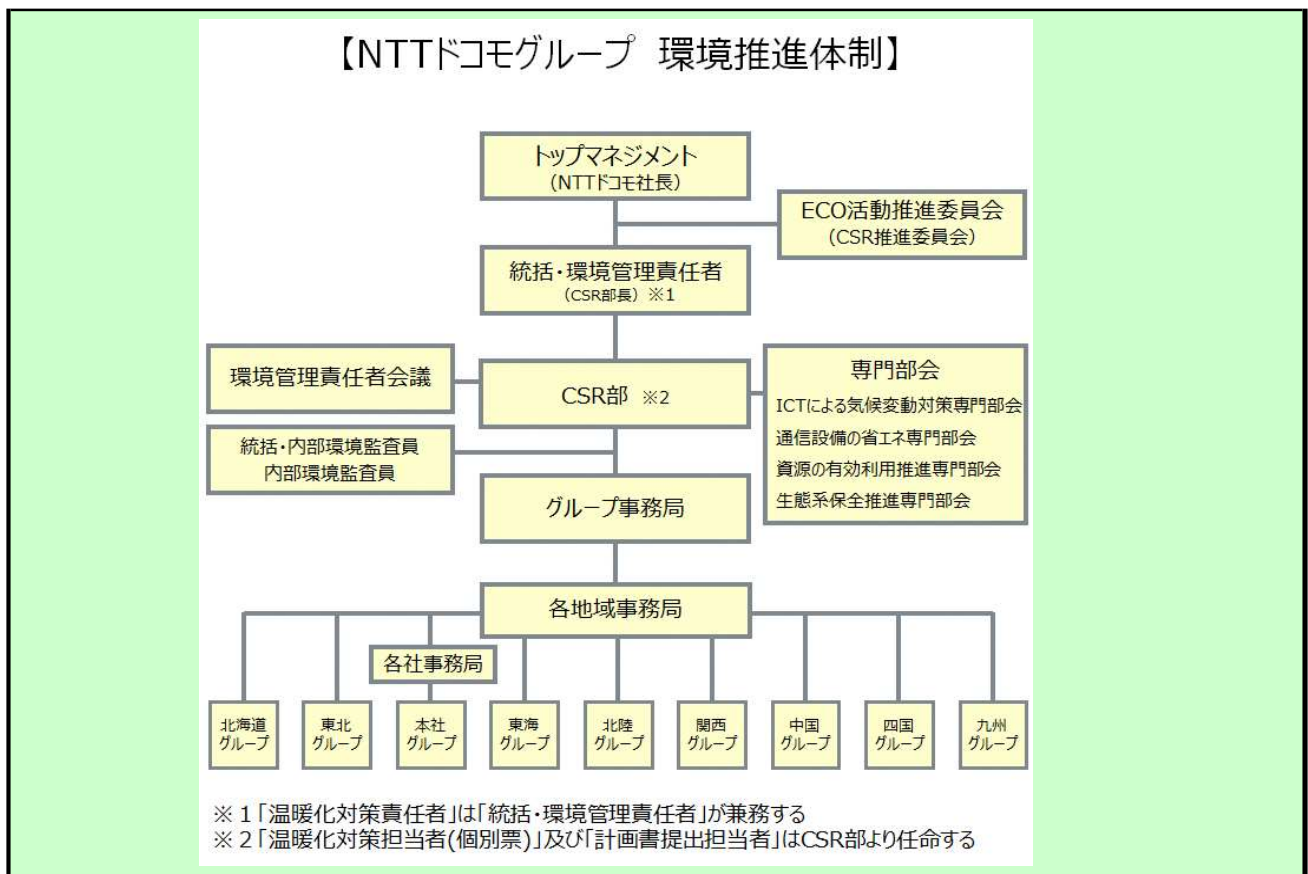 【NTTドコモグループ 環境推進体制】
トップマネジメント
(NTTドコモ社長)
ECO活動推進委員会
(CSR推進委員会)
統括・環境管理責任者
(CSR部長) ※1
環境管理責任者会議
CSR部 ※2
専門部会
ICTによる気候変動対策専門部会
通信設備の省エネ専門部会
資源の有効利用推進専門部会
生態系保全推進専門部会
統括・内部環境監査員
内部環境監査員
グループ事務局
各地域事務局
各社事務局
北海道
グループ
東北
グループ
本社
グループ
東海
グループ
北陸
グループ
関西
グループ
中国
グループ
四国
グループ
九州
グループ
※1「温暖化対策責任者」は「統括・環境管理責任者」が兼務する
※2「温暖化対策担当者(個別票)」及び「計画書提出担当者」はCSR部より任命する